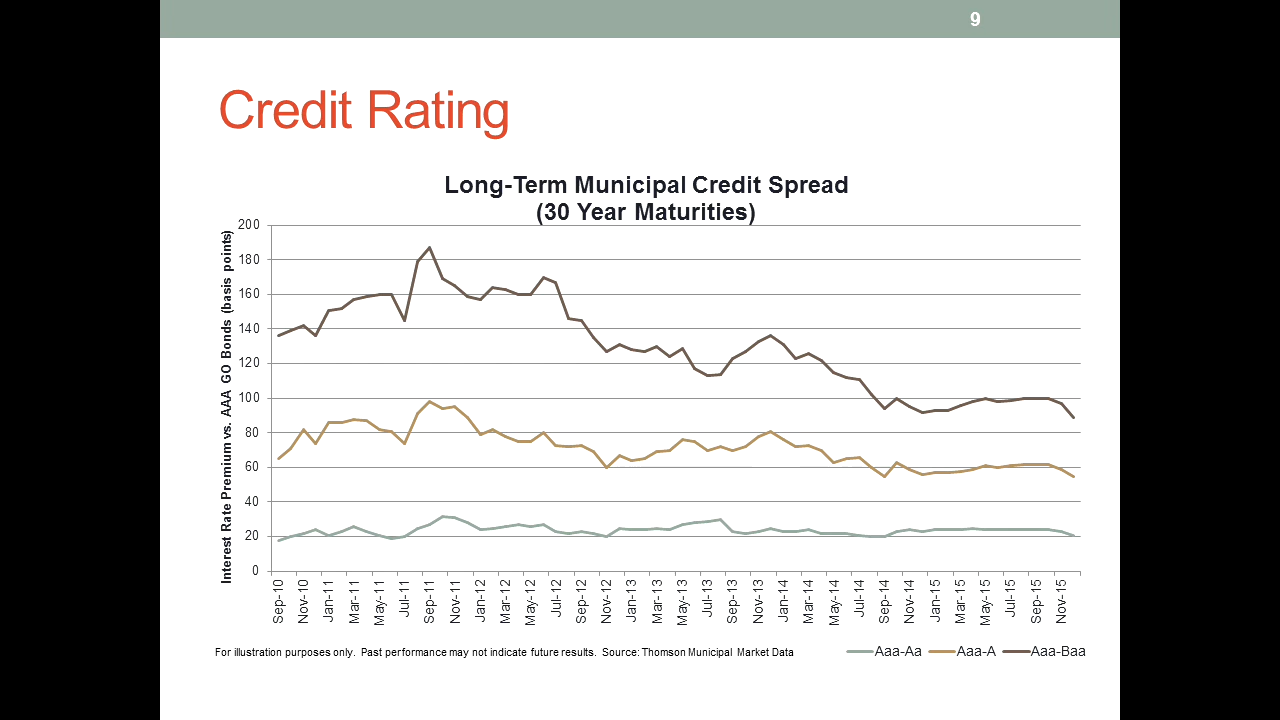 9
Credit Rating
Long-Term Municipal Credit Spread
(30 Year Maturities)
Interest Rate Premium vs. AAA GO Bonds (basis points)
200
180
160
140
120
100
80
60
40
20
0
Sep-10
Nov-10
Jan-11
Mar-11
May-11
Jul-11
Sep-11
Nov-11
Jan-12
Mar-12
May-12
Jul-12
Sep-12
Nov-12
Jan-13
Mar-13
May-13
Jul-13
Sep-13
Nov-13
Jan-14
Mar-14
May-14
Jul-14
Sep-14
Nov-14
Jan-15
Mar-15
May-15
Jul-15
Sep-15
Nov-15
For illustration purposes only. Past performance may not indicate future results. Source: Thomson Municipal Market Data
Aaa-Aa
Aaa-A
Aaa-Baa